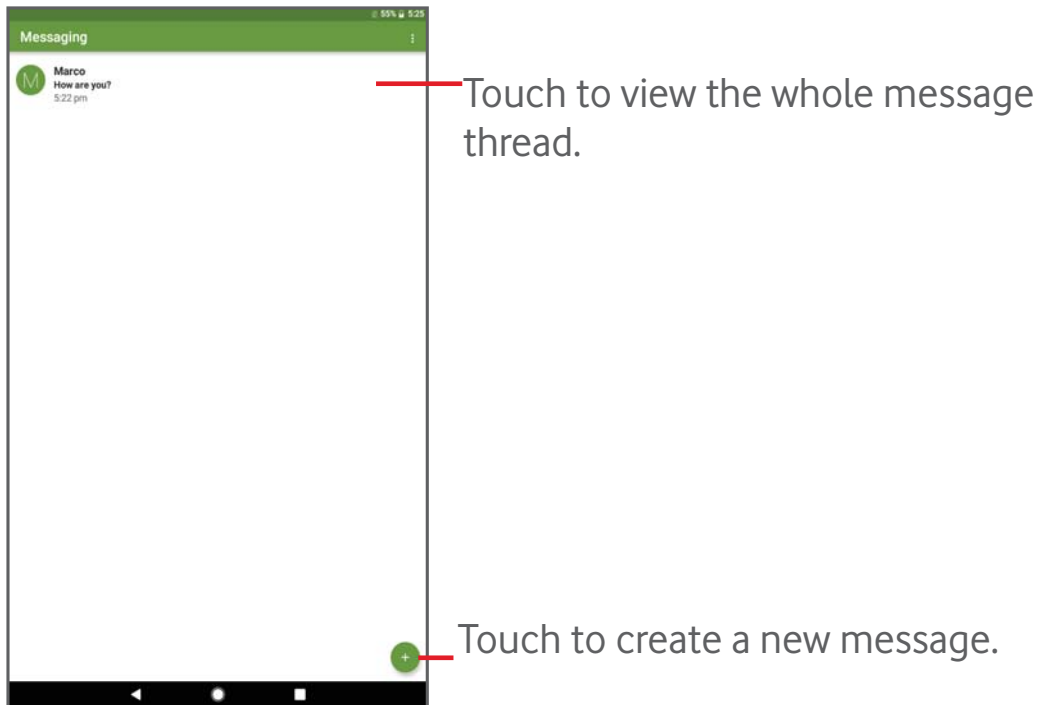 55% 5:25
Messaging
M
Marco
How are you?
5:22 pm
Touch to view the whole message
thread.
+
Touch to create a new message.